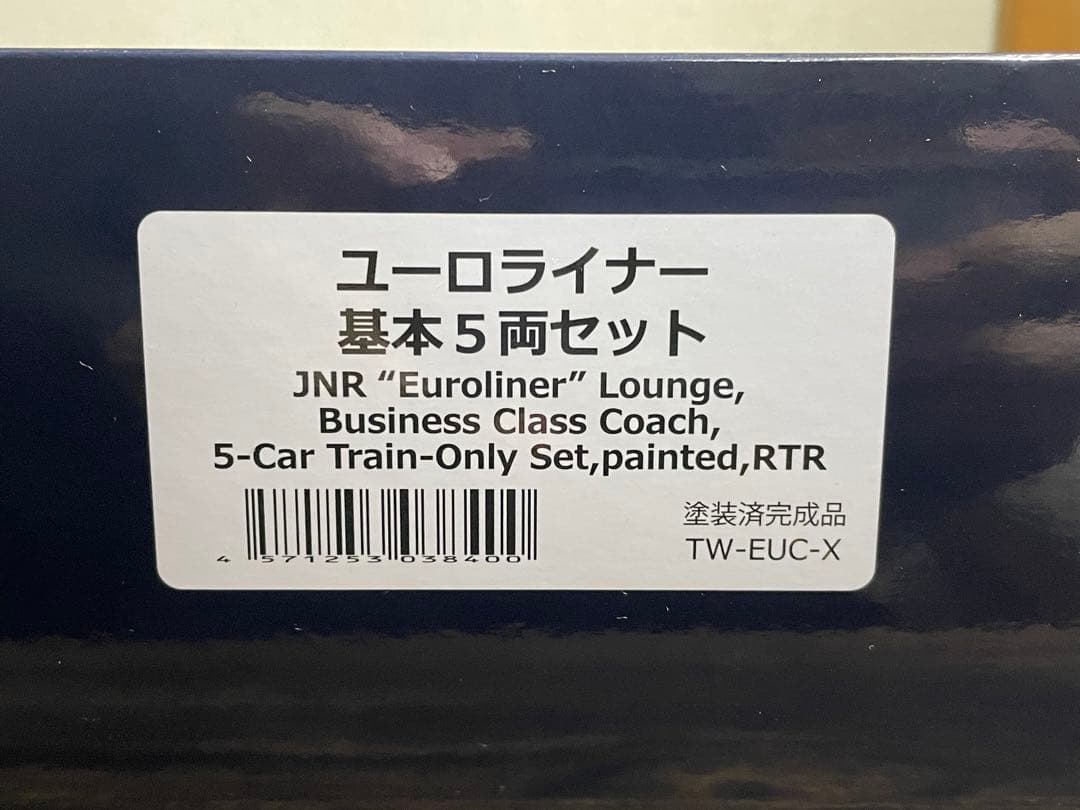 ユーロライナー
基本５両セット
JNR “Euroliner” Lounge,
Business Class Coach,
5-Car Train-Only Set,painted,RTR
塗装済完成品
TW-EUC-X
4 571253 038400